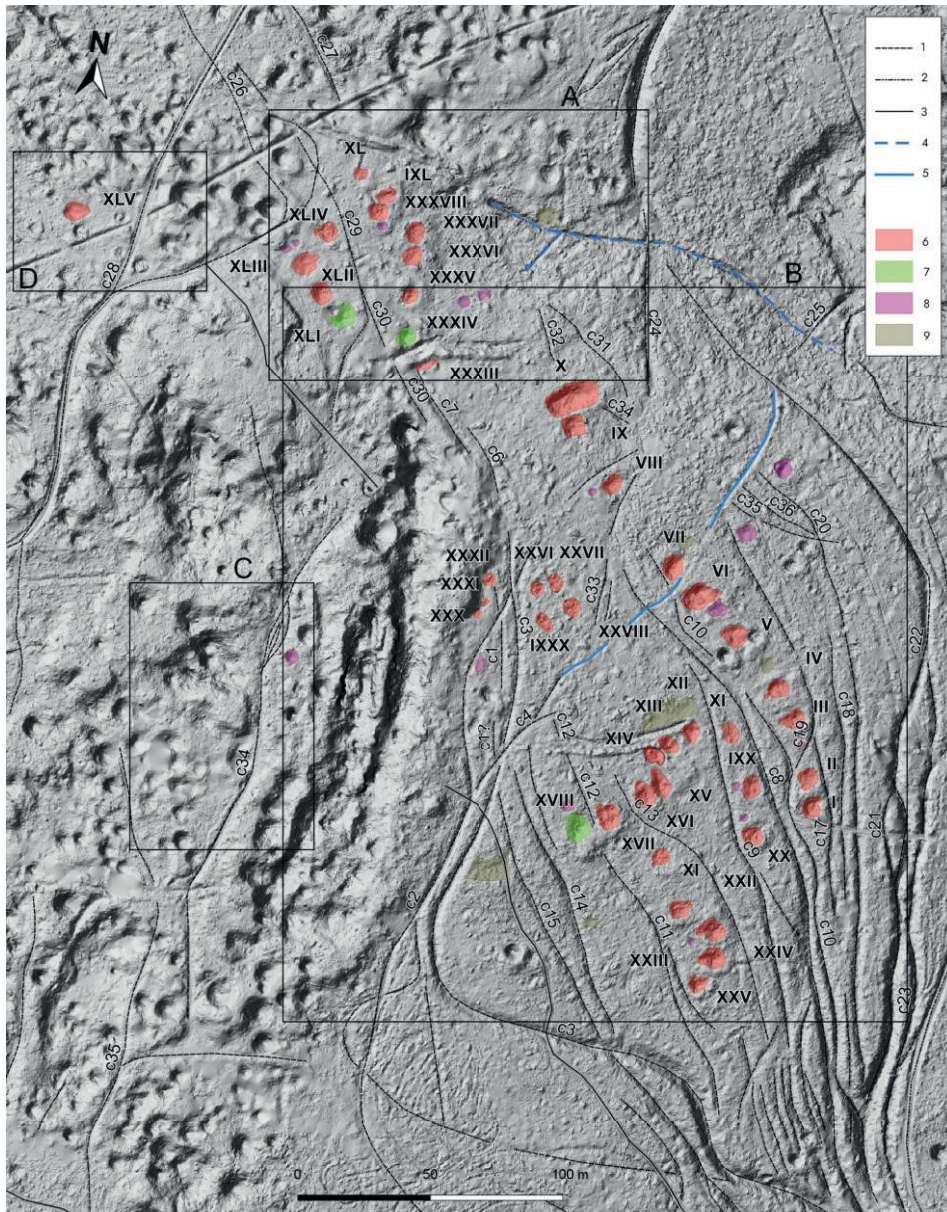 N
1
2
3
4
5
6
7
8
9
A
B
C
D
c27
c26
XL
IXL
XXXVIII
XXXVII
XXXVI
XXXV
XXXIV
XXXIII
XLV
XLIV
XLIII
XLII
XLI
c28
c29
c30
c30
c7
c6
c24
c25
c32
c31
X
c34
IX
VIII
c35
c36
c20
VII
VI
V
IV
III
II
I
c22
XXXII
XXXI
XXX
XXVI
XXVII
c33
XXVIII
IXXX
c3
c1
c10
c4
c12
XII
XIII
XI
XIV
c19
c18
c34
XVIII
c12
c13
XV
XVI
XVII
IXX
c8
c9
XX
c17
c21
XI
XXII
c2
c14
c15
c11
XXIII
XXIV
XXV
c10
c23
c3
c35
0
50
100 m